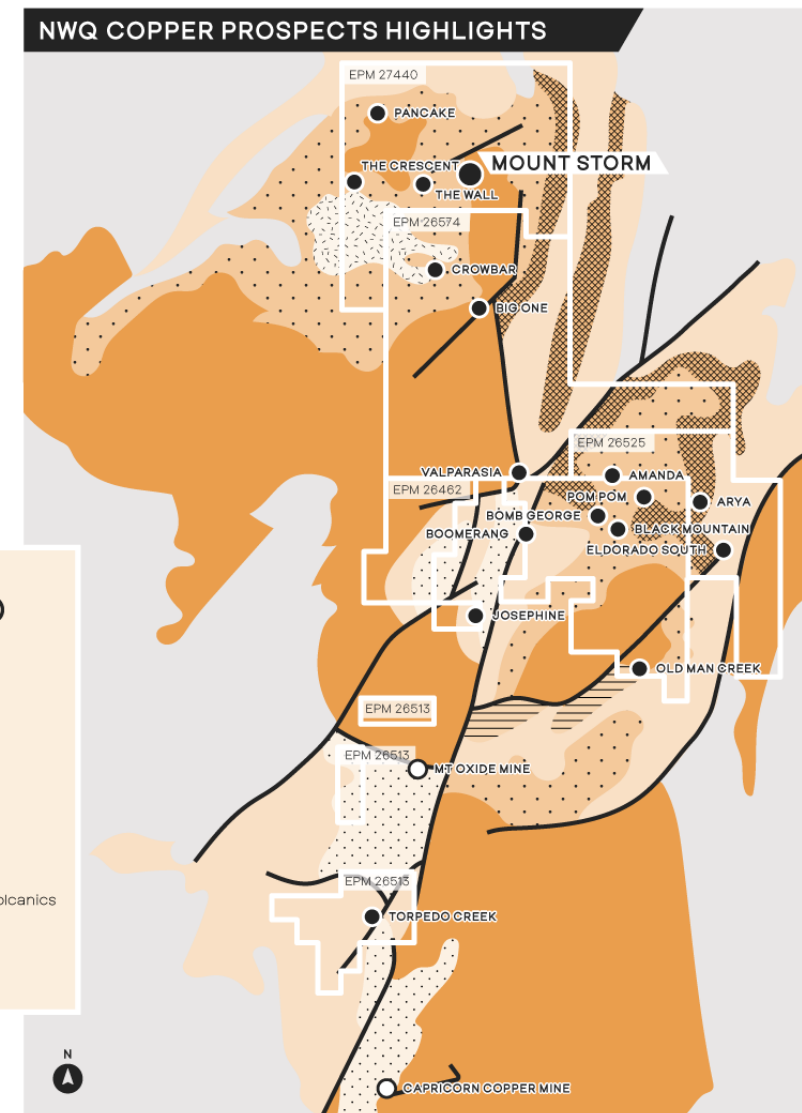 NWQ COPPER PROSPECTS HIGHLIGHTS
EPM 27440
PANCAKE
THE CRESCENT
MOUNT STORM
THE WALL
EPM 26574
CROWBAR
BIG ONE
EPM 26525
VALPARASIA
AMANDA
EPM 26462
POM POM
ARYA
BOMB GEORGE
BLACK MOUNTAIN
BOOMERANG
ELDORADO SOUTH
JOSEPHINE
OLD MAN CREEK
EPM 26513
EPM 26513
MT OXIDE MINE
EPM 26513
olcanics
TORPEDO CREEK
N
CAPRICORN COPPER MINE